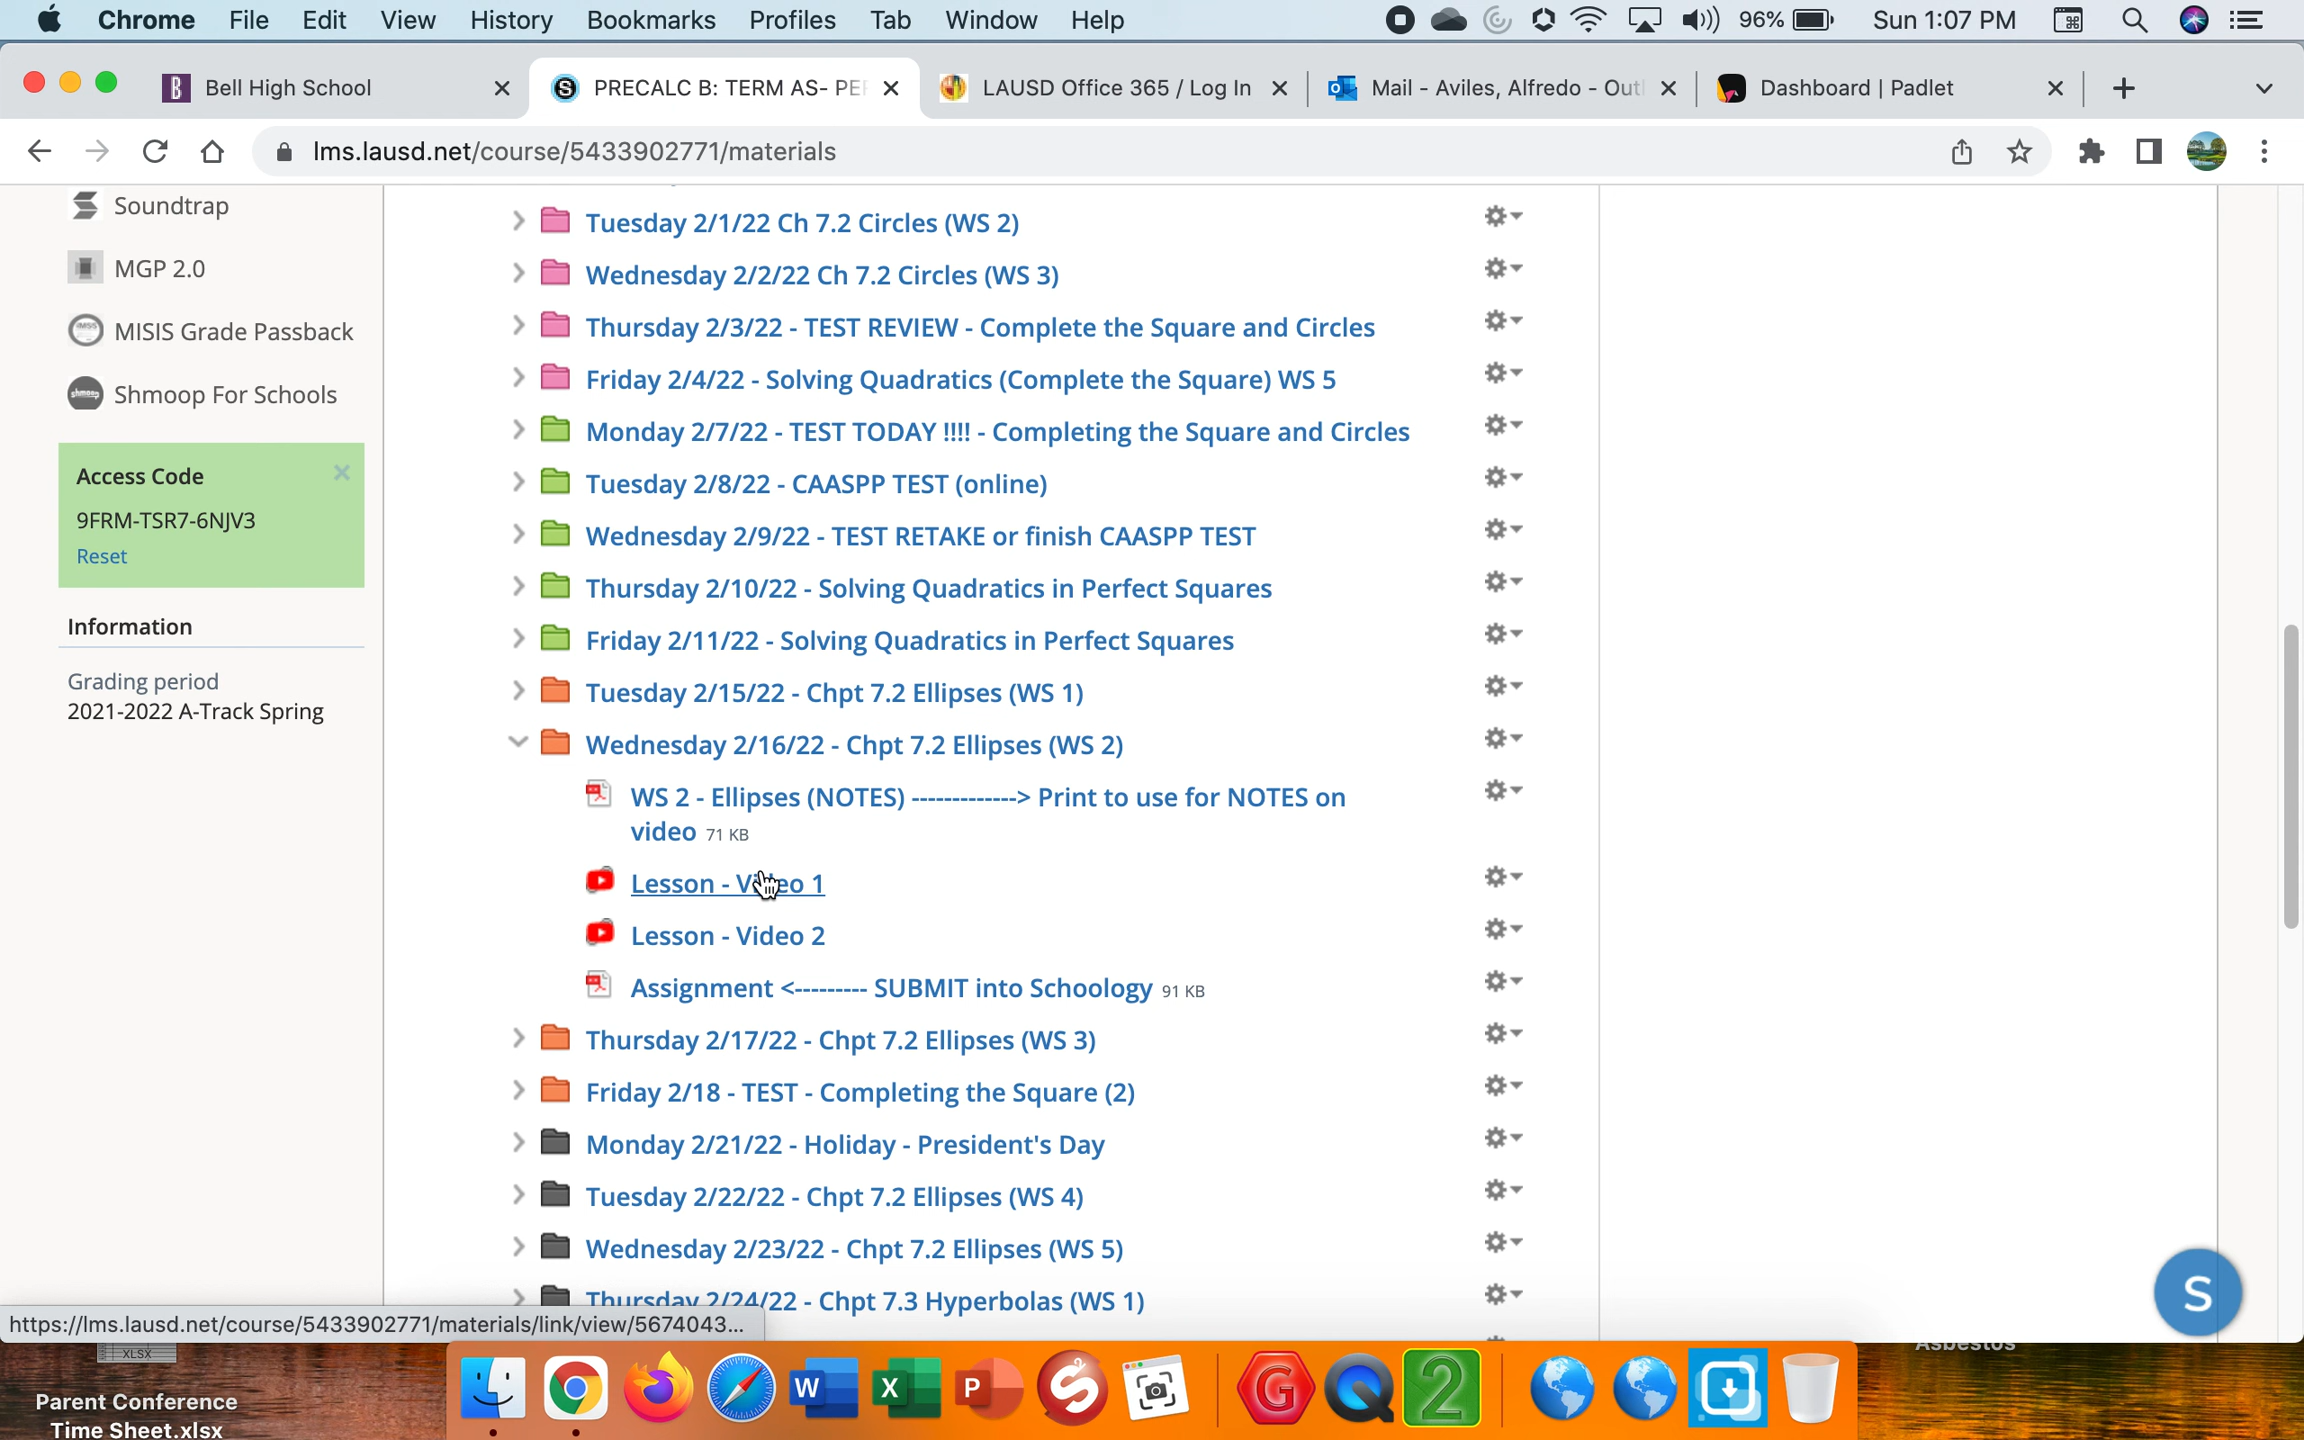 Chrome File Edit View History Bookmarks Profiles Tab Window Help 96% Sun 1:07 PM
Bell High School PRECALC B: TERM AS- PE LAUSD Office 365 / Log In Mail - Aviles, Alfredo - Outl Dashboard | Padlet
lms.lausd.net/course/5433902771/materials
Soundtrap
MGP 2.0
MISIS Grade Passback
shmoop Shmoop For Schools
Access Code
9FRM-TSR7-6NJV3
Reset
Information
Grading period
2021-2022 A-Track Spring
Tuesday 2/1/22 Ch 7.2 Circles (WS 2)
Wednesday 2/2/22 Ch 7.2 Circles (WS 3)
Thursday 2/3/22 - TEST REVIEW - Complete the Square and Circles
Friday 2/4/22 - Solving Quadratics (Complete the Square) WS 5
Monday 2/7/22 - TEST TODAY !!!! - Completing the Square and Circles
Tuesday 2/8/22 - CAASPP TEST (online)
Wednesday 2/9/22 - TEST RETAKE or finish CAASPP TEST
Thursday 2/10/22 - Solving Quadratics in Perfect Squares
Friday 2/11/22 - Solving Quadratics in Perfect Squares
Tuesday 2/15/22 - Chpt 7.2 Ellipses (WS 1)
Wednesday 2/16/22 - Chpt 7.2 Ellipses (WS 2)
WS 2 - Ellipses (NOTES) -------------> Print to use for NOTES on
video 71 KB
Lesson - Video 1
Lesson - Video 2
Assignment <--------- SUBMIT into Schoology 91 KB
Thursday 2/17/22 - Chpt 7.2 Ellipses (WS 3)
Friday 2/18 - TEST - Completing the Square (2)
Monday 2/21/22 - Holiday - President's Day
Tuesday 2/22/22 - Chpt 7.2 Ellipses (WS 4)
Wednesday 2/23/22 - Chpt 7.2 Ellipses (WS 5)
Thursday 2/24/22 - Chpt 7.3 Hyperbolas (WS 1)
S
https://lms.lausd.net/course/5433902771/materials/link/view/5674043...
XLSX
Asbestos
Parent Conference
Time Sheet.xlsx
W X P S G 2